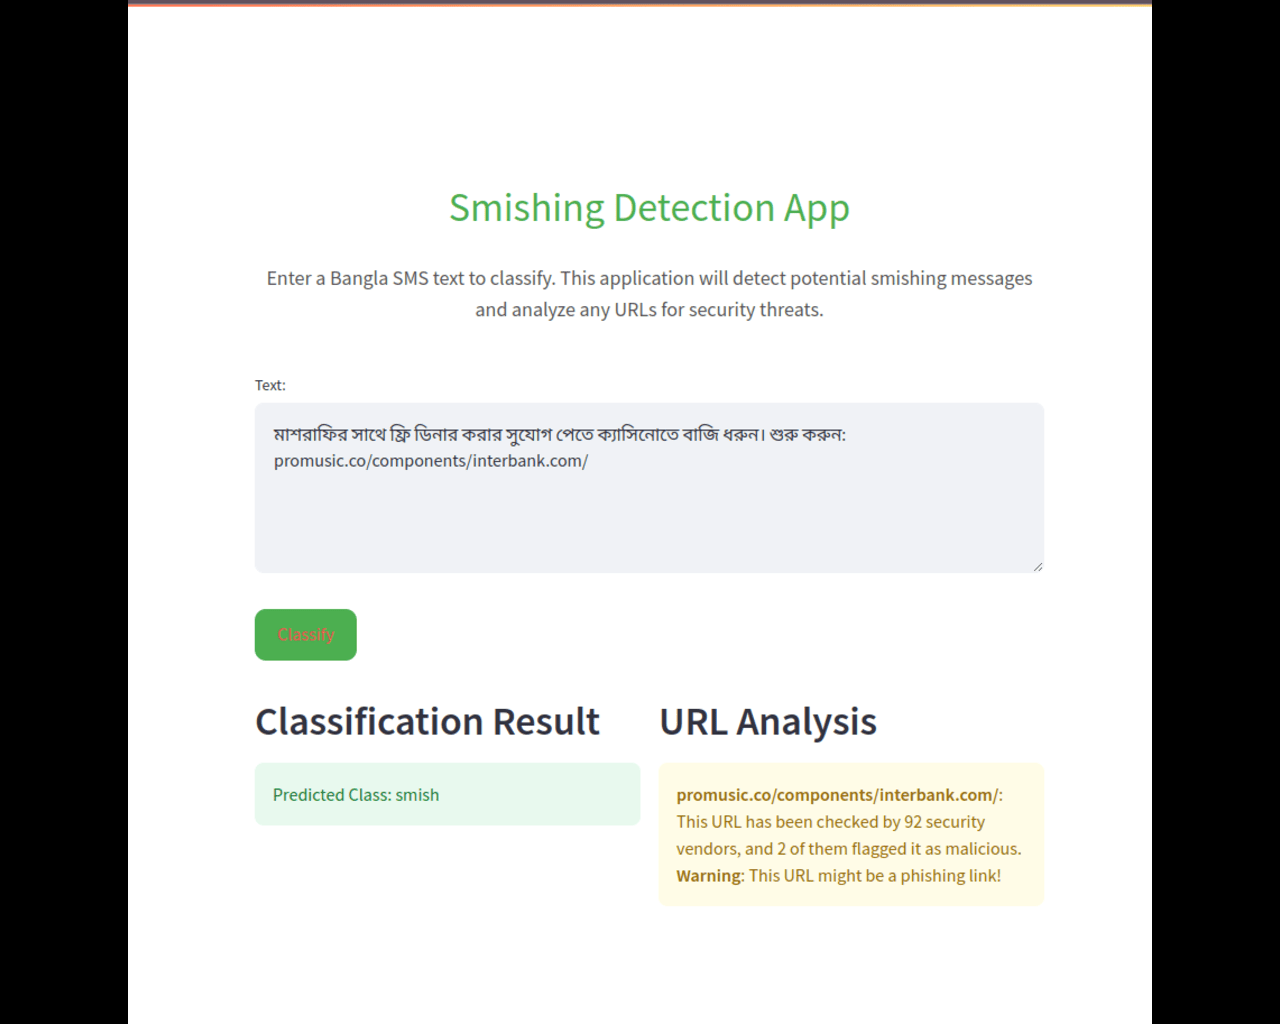 Smishing Detection App
Enter a Bangla SMS text to classify. This application will detect potential smishing messages
and analyze any URLs for security threats.
Text:
মাশরাফির সাথে ফ্রি ডিনার করার সুযোগ পেতে ক্যাসিনোতে বাজি ধরুন। শুরু করুন:
promusic.co/components/interbank.com/
Classify
Classification Result
Predicted Class: smish
URL Analysis
promusic.co/components/interbank.com/:
This URL has been checked by 92 security
vendors, and 2 of them flagged it as malicious.
Warning: This URL might be a phishing link!